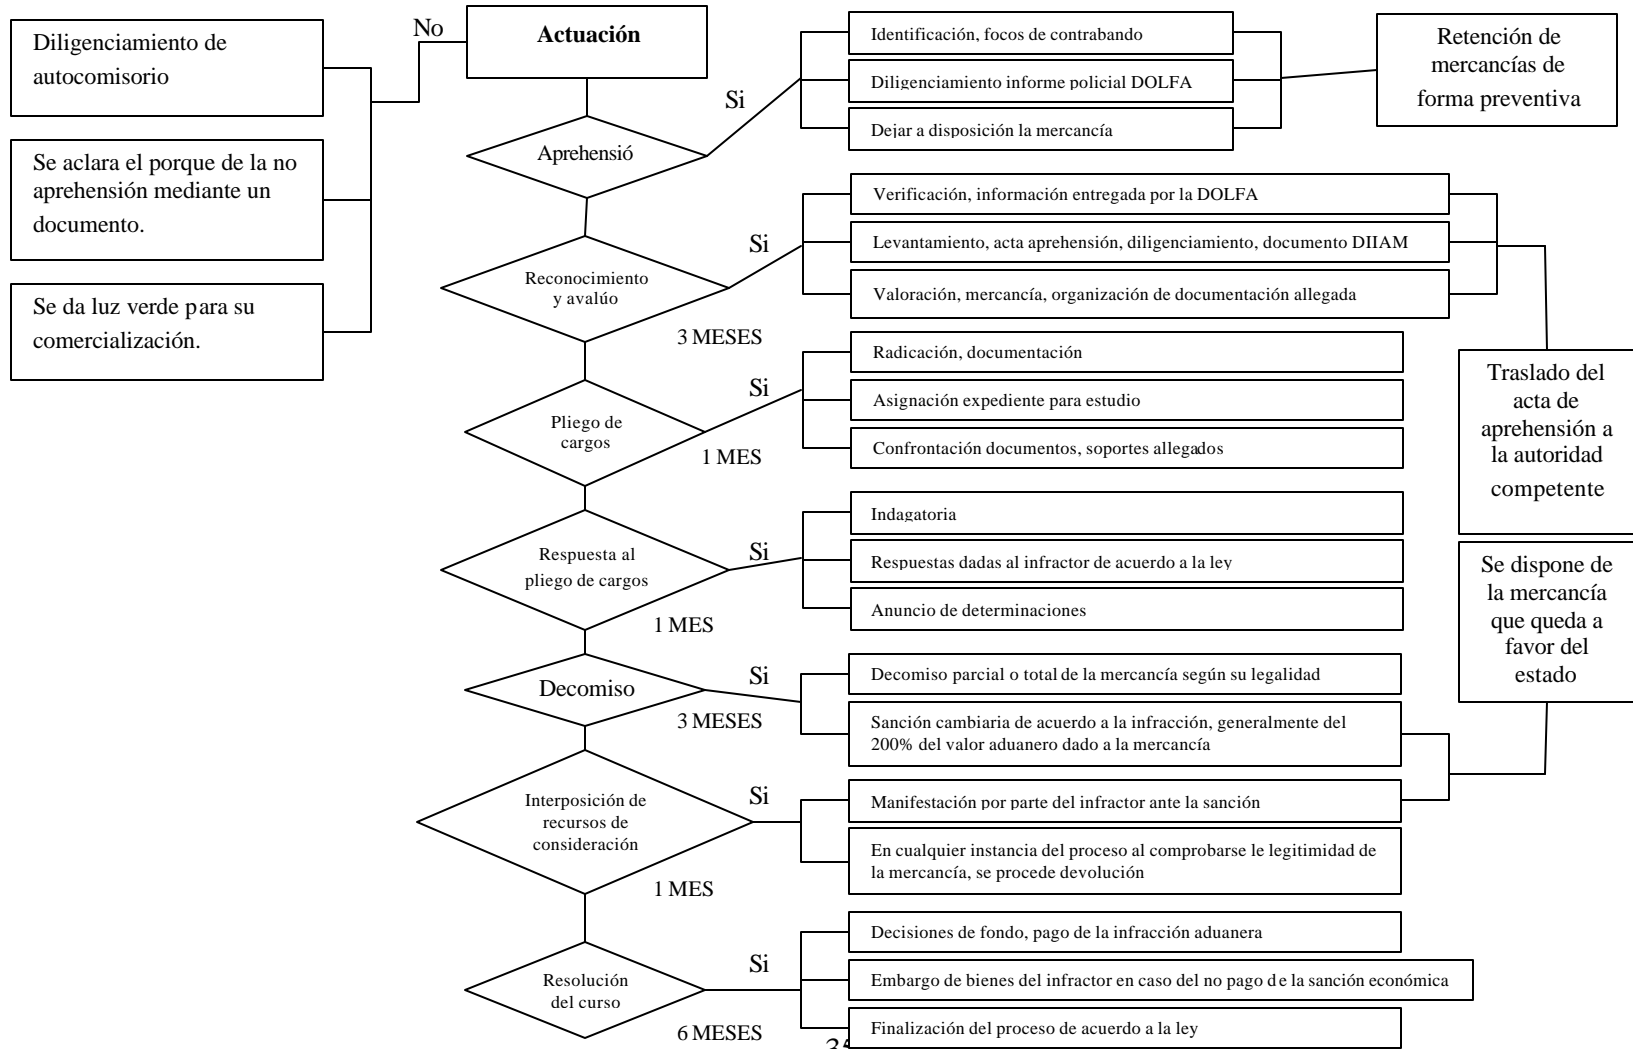 Diligenciamiento de
autocomisorio
Se aclara el porque de la no
aprehensión mediante un
documento.
Se da luz verde para su
comercialización.
No
Actuación
Aprehensió
Si
Identificación, focos de contrabando
Diligenciamiento informe policial DOLFA
Dejar a disposición la mercancía
Retención de
mercancías de
forma preventiva
Reconocimiento
y avalúo
Si
3 MESES
Verificación, información entregada por la DOLFA
Levantamiento, acta aprehensión, diligenciamiento, documento DIIAM
Valoración, mercancía, organización de documentación allegada
Traslado del
acta de
aprehensión a
la autoridad
competente
Pliego de
cargos
Si
1 MES
Radicación, documentación
Asignación expediente para estudio
Confrontación documentos, soportes allegados
Respuesta al
pliego de cargos
Si
1 MES
Indagatoria
Respuestas dadas al infractor de acuerdo a la ley
Anuncio de determinaciones
Se dispone de
la mercancía
que queda a
favor del
estado
Decomiso
Si
3 MESES
Decomiso parcial o total de la mercancía según su legalidad
Sanción cambiaria de acuerdo a la infracción, generalmente del
200% del valor aduanero dado a la mercancía
Interposición de
recursos de
consideración
Si
1 MES
Manifestación por parte del infractor ante la sanción
En cualquier instancia del proceso al comprobarse le legitimidad de
la mercancía, se procede devolución
Resolución
del curso
Si
6 MESES
Decisiones de fondo, pago de la infracción aduanera
Embargo de bienes del infractor en caso del no pago de la sanción económica
Finalización del proceso de acuerdo a la ley